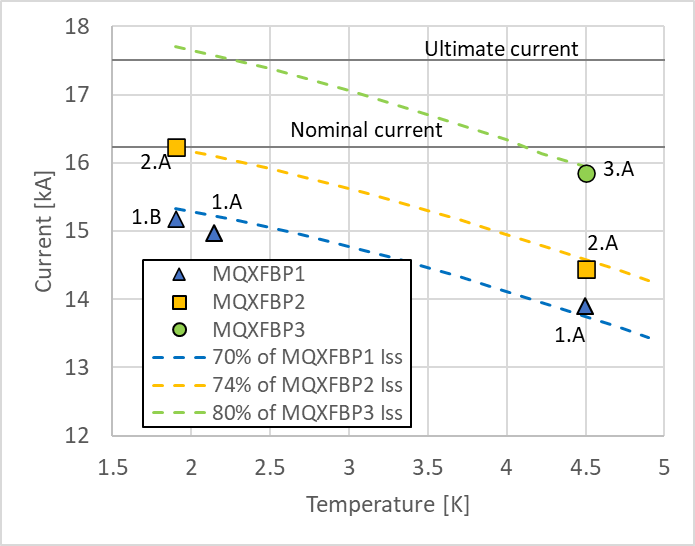 18
17
16
15
14
13
12
Current [kA]
Ultimate current
Nominal current
2.A
1.B
1.A
3.A
2.A
1.A
MQXFBP1
MQXFBP2
MQXFBP3
70% of MQXFBP1 Iss
74% of MQXFBP2 Iss
80% of MQXFBP3 Iss
1.5 2 2.5 3 3.5 4 4.5 5
Temperature [K]